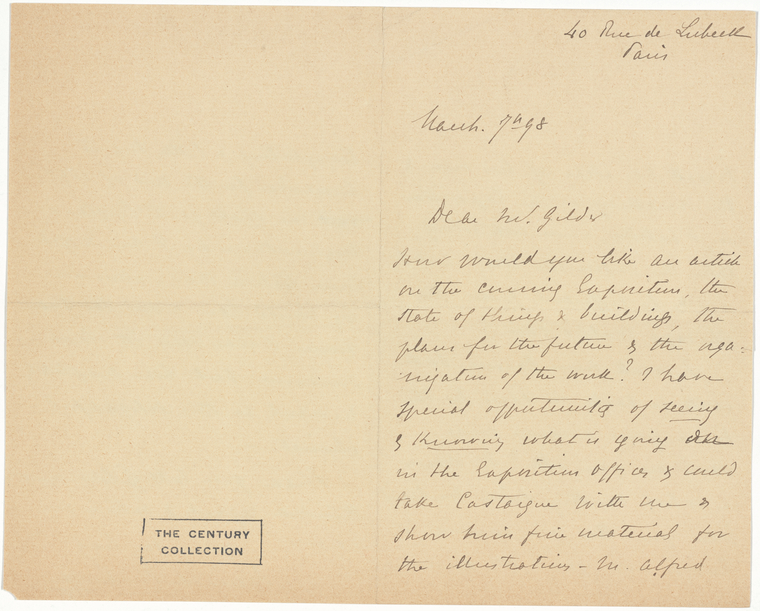 40 Rue de Lubeck
Paris
March. 7th 98
Dear Mr. Gilder
How would you like an article
on the coming Exposition, the
state of things & buildings, the
plans for the future & the orga-
nization of the work? I have
special opportunities of seeing
& knowing what is going on
in the Exposition offices & could
take Castaigne with me &
show him fine material for
the illustrations - M. Alfred
THE CENTURY
COLLECTION